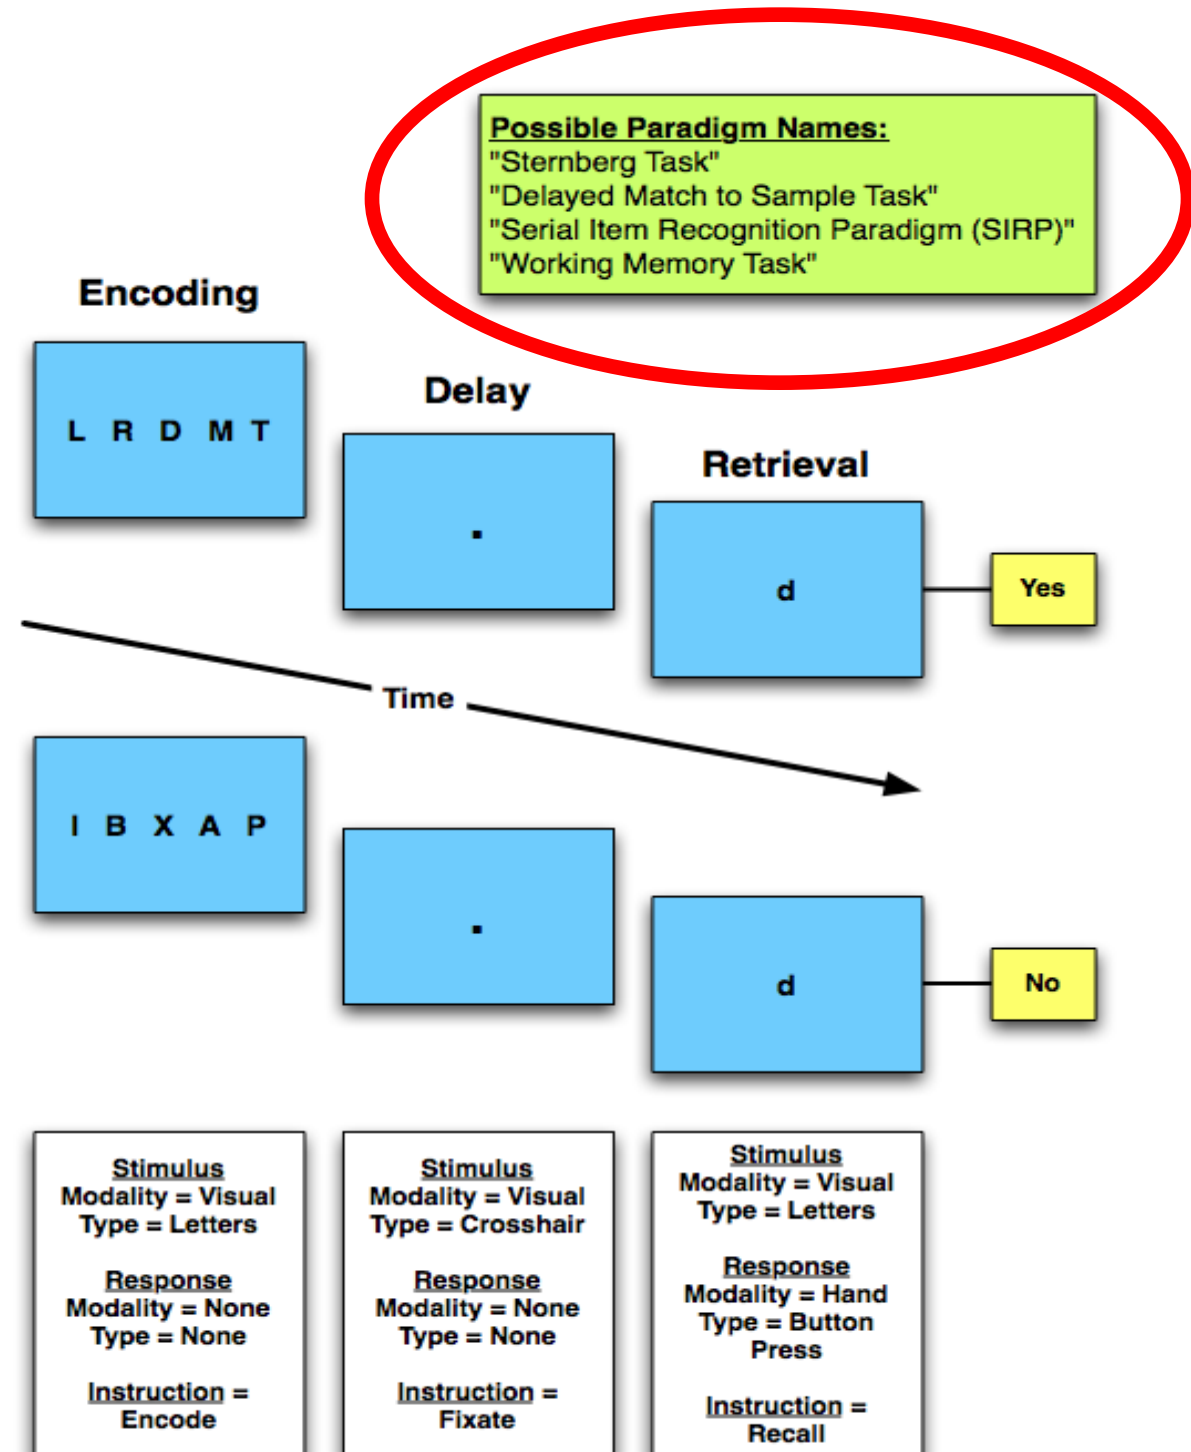 Possible Paradigm Names:
"Sternberg Task"
"Delayed Match to Sample Task"
"Serial Item Recognition Paradigm (SIRP)"
"Working Memory Task"
Encoding
L R D M T
Delay
.
Retrieval
d
Yes
Time
I B X A P
.
d
No
Stimulus
Modality = Visual
Type = Letters
Response
Modality = None
Type = None
Instruction =
Encode
Stimulus
Modality = Visual
Type = Crosshair
Response
Modality = None
Type = None
Instruction =
Fixate
Stimulus
Modality = Visual
Type = Letters
Response
Modality = Hand
Type = Button
Press
Instruction =
Recall